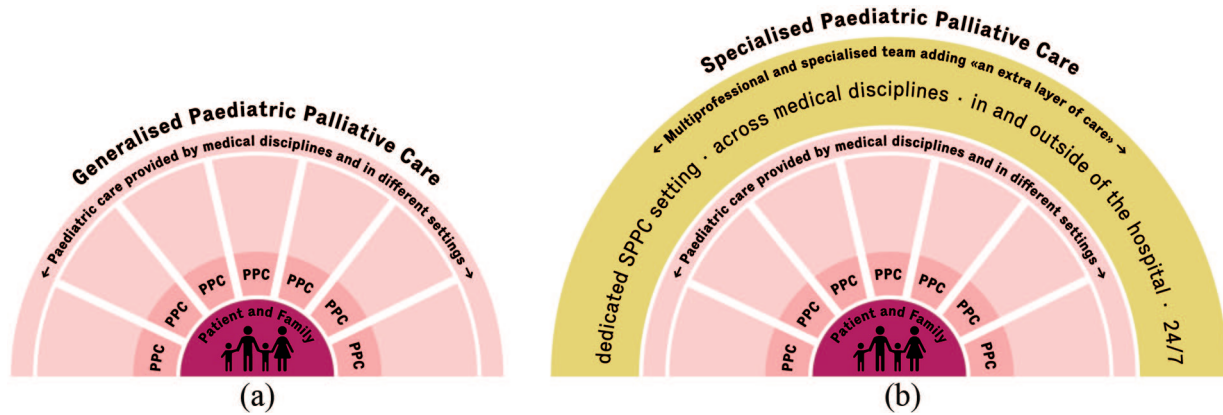 Generalised Paediatric Palliative Care
← Paediatric care provided by medical disciplines and in different settings →
PPC
PPC
PPC
PPC
PPC
PPC
PPC
Patient and Family
(a)
Specialised Paediatric Palliative Care
← Multiprofessional and specialised team adding «an extra layer of care» →
dedicated SPPC setting · across medical disciplines · in and outside of the hospital · 24/7
← Paediatric care provided by medical disciplines and in different settings →
PPC
PPC
PPC
PPC
PPC
PPC
PPC
Patient and Family
(b)